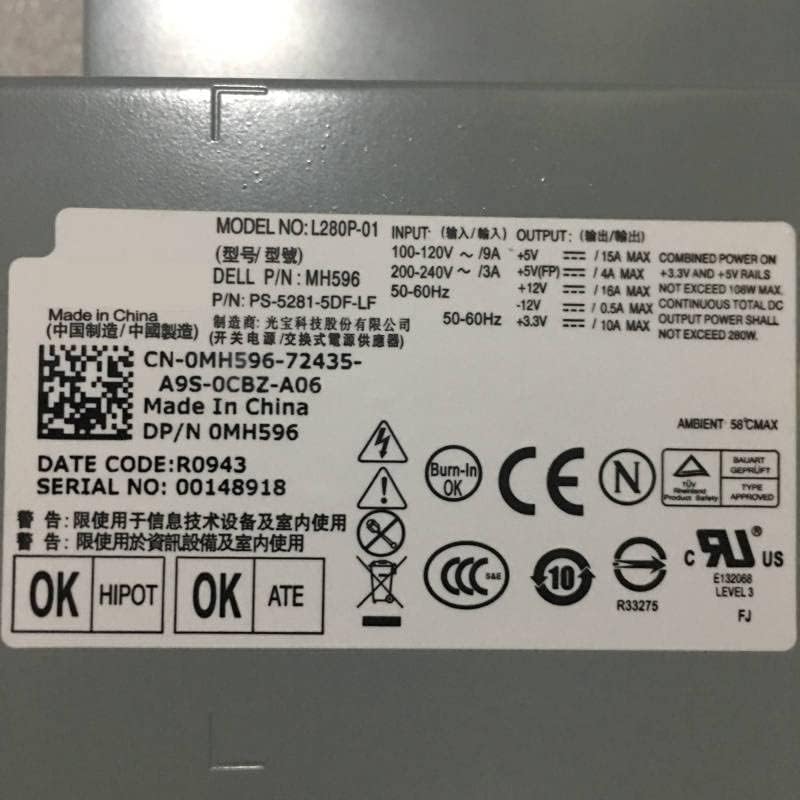 MODEL NO: L280P-01
(型号/型號)
DELL P/N: MH596
P/N: PS-5281-5DF-LF
制造商: 光宝科技股份有限公司
(开关电源/交換式電源供應器)
INPUT: (输入/輸入)
100-120V ～ /9A
200-240V ～ /3A
50-60Hz
50-60Hz
OUTPUT: (输出/輸出)
+5V /15A MAX
+5V(FP) /4A MAX
+12V /16A MAX
-12V /0.5A MAX
+3.3V /10A MAX
COMBINED POWER ON
+3.3V AND +5V RAILS
NOT EXCEED 108W MAX.
CONTINUOUS TOTAL DC
OUTPUT POWER SHALL
NOT EXCEED 280W.
Made in China
(中国制造/中國製造)
CN-0MH596-72435-
A9S-0CBZ-A06
Made In China
DP/N 0MH596
DATE CODE:R0943
SERIAL NO: 00148918
AMBIENT 58℃MAX
警 告: 限使用于信息技术设备及室内使用
警 告: 限使用於資訊設備及室內使用
OK HIPOT
OK ATE
Burn-In
OK
CE
N
TÜV
Rheinland
Product Safety
BAUART
GEPRÜFT
TYPE
APPROVED
CCC S&E
10
R33275
C RU ® US
E132068
LEVEL 3
FJ